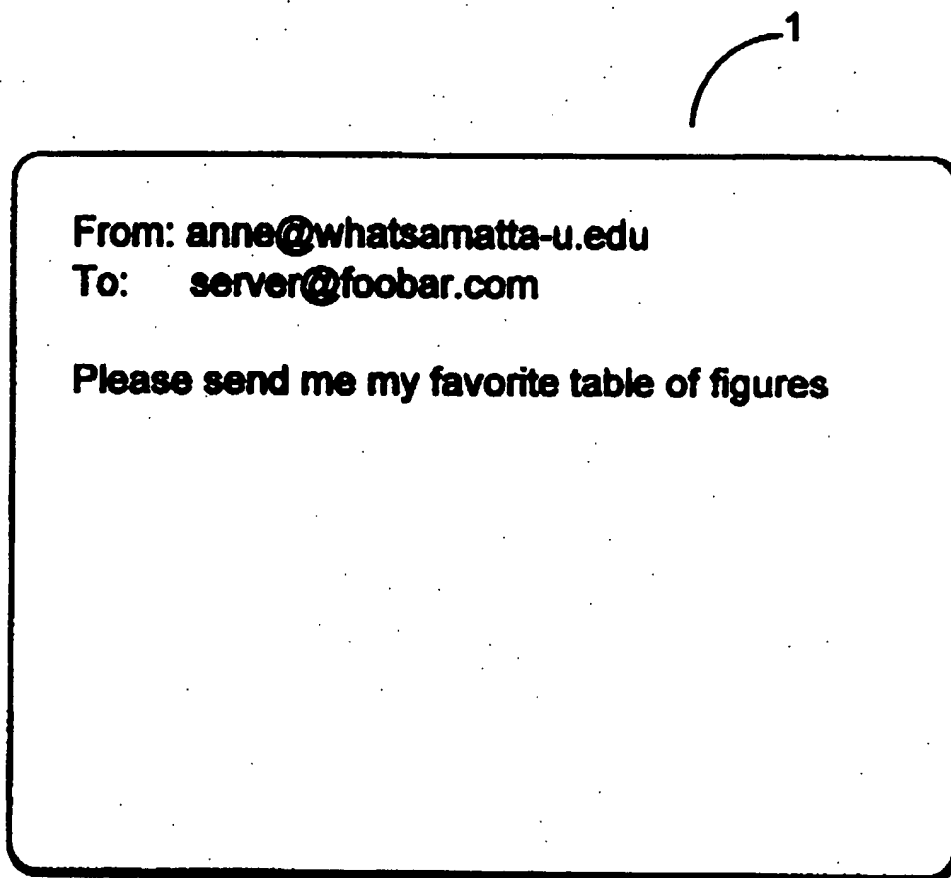 1
From: anne@whatsamatta-u.edu
To: server@foobar.com
Please send me my favorite table of figures